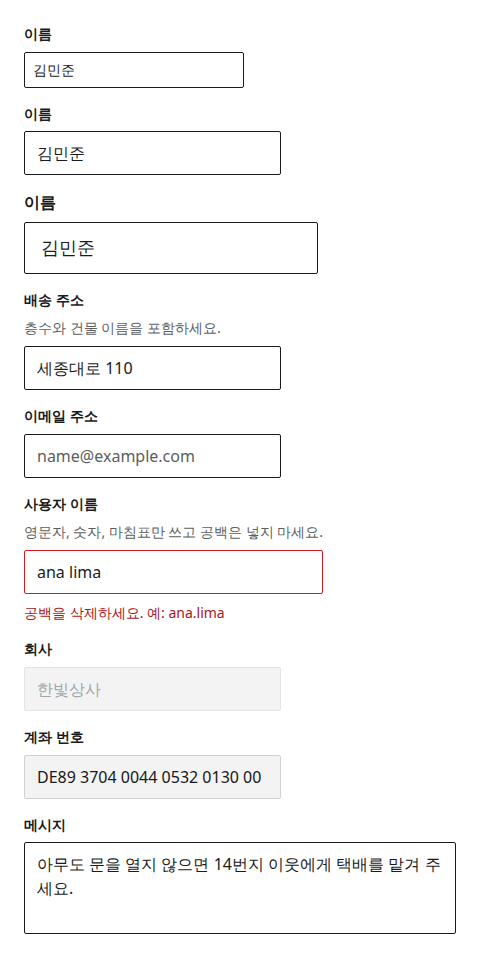 이름
김민준
이름
김민준
이름
김민준
배송 주소
층수와 건물 이름을 포함하세요.
세종대로 110
이메일 주소
name@example.com
사용자 이름
영문자, 숫자, 마침표만 쓰고 공백은 넣지 마세요.
ana lima
공백을 삭제하세요. 예: ana.lima
회사
한빛상사
계좌 번호
DE89 3704 0044 0532 0130 00
메시지
아무도 문을 열지 않으면 14번지 이웃에게 택배를 맡겨 주
세요.